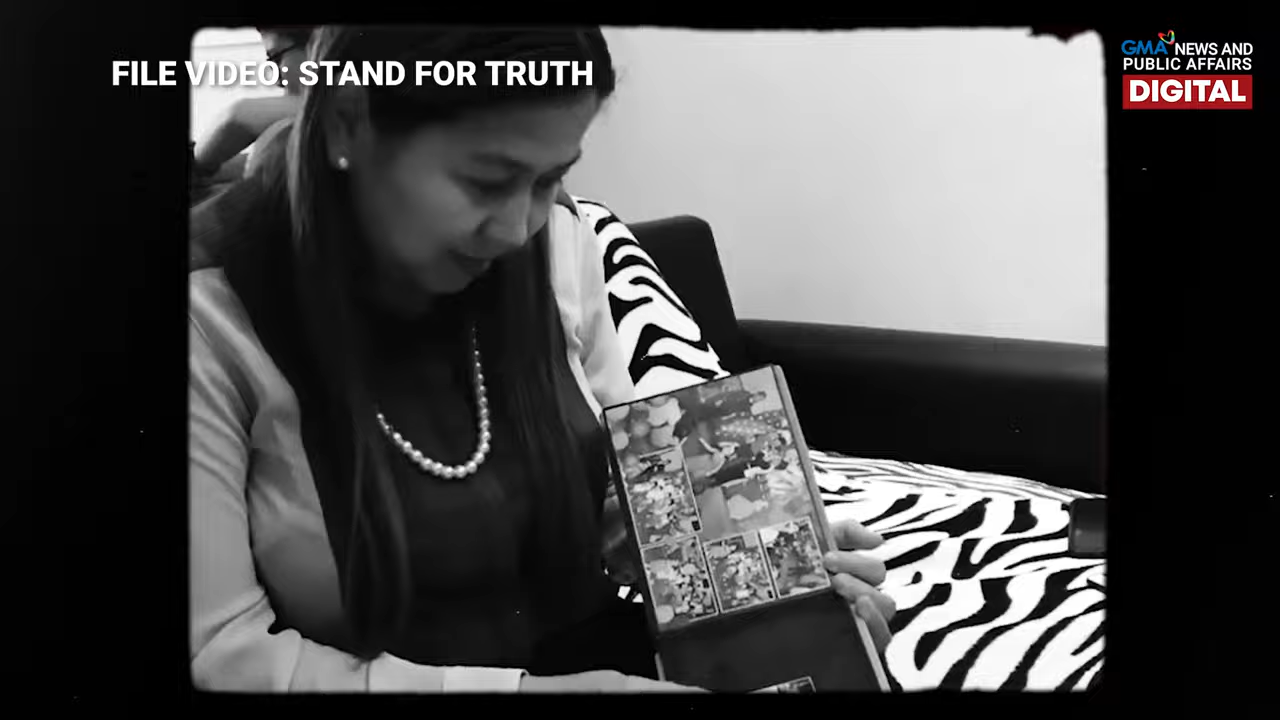 FILE VIDEO: STAND FOR TRUTH
GMA NEWS AND
PUBLIC AFFAIRS
DIGITAL